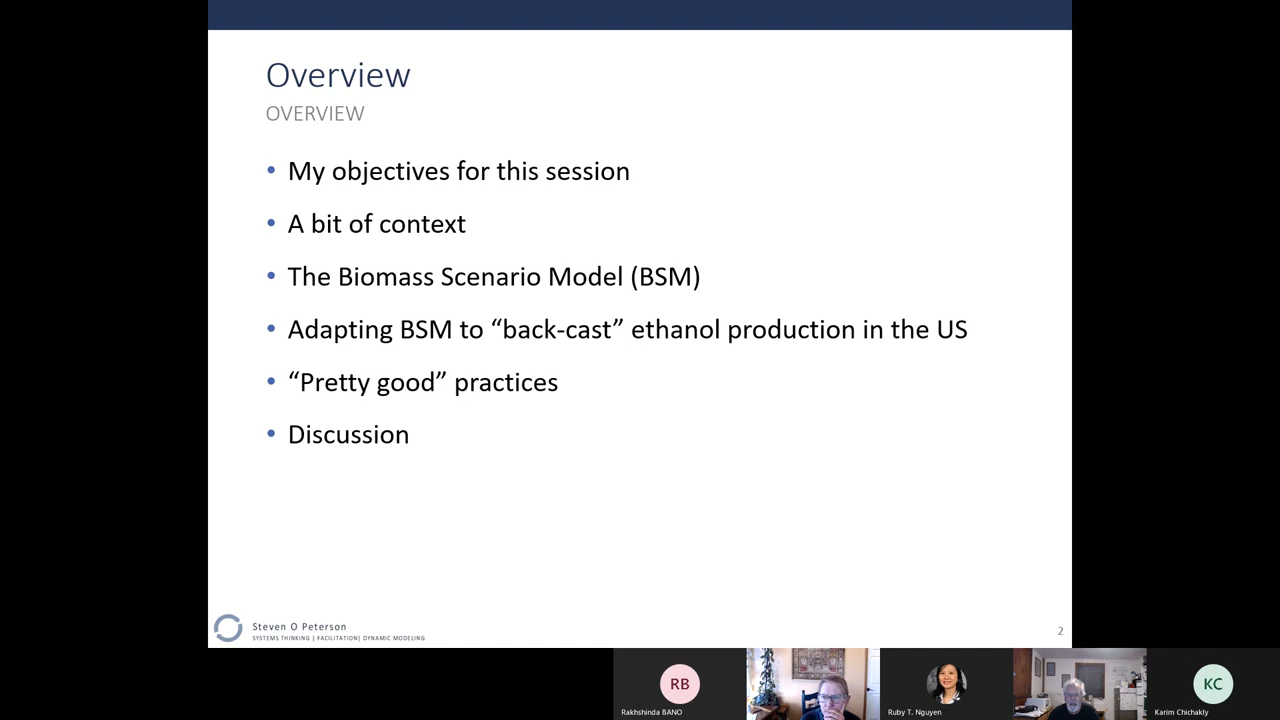 Overview
OVERVIEW
• My objectives for this session
• A bit of context
• The Biomass Scenario Model (BSM)
• Adapting BSM to “back-cast” ethanol production in the US
• “Pretty good” practices
• Discussion
Steven O Peterson
SYSTEMS THINKING | FACILITATION| DYNAMIC MODELING
2
RB
KC
Rakhshinda BANO
Ruby T. Nguyen
Karim Chichakly